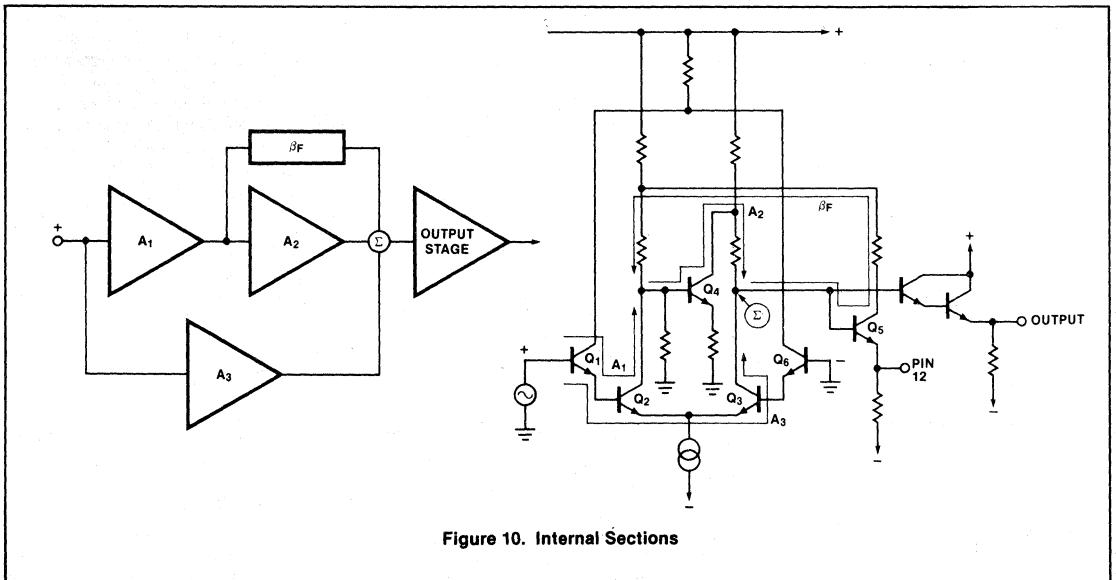 βF
+
A1
A2
Σ
OUTPUT
STAGE
A3
+
A2
βF
Q4
Σ
+
Q1
A1
Q2
Q3
A3
Q6
−
Q5
PIN
12
−
−
+
OUTPUT
−
Figure 10. Internal Sections